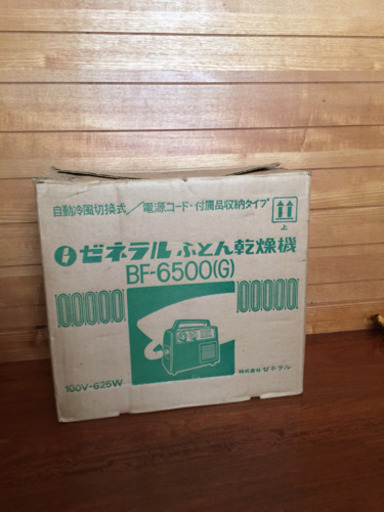 自動冷風切換式／電源コード・付属品収納タイプ
上
ゼネラル ふとん乾燥機
BF-6500(G)
100V-625W
株式会社 ゼネラル